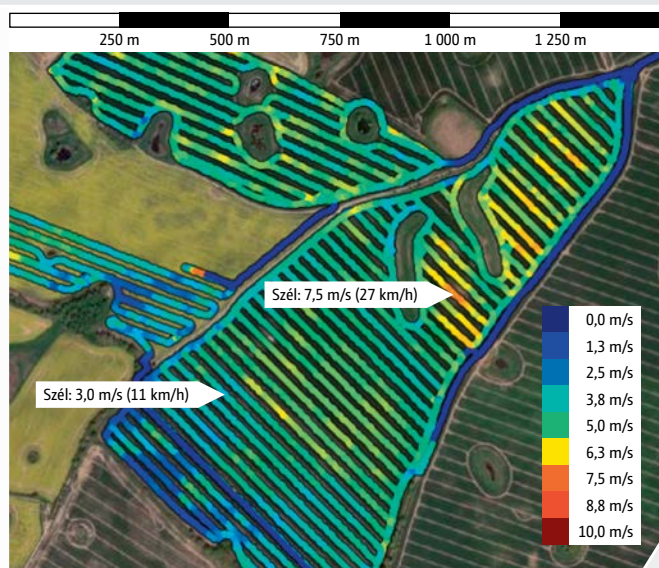 250 m 500 m 750 m 1 000 m 1 250 m
Szél: 7,5 m/s (27 km/h)
Szél: 3,0 m/s (11 km/h)
0,0 m/s
1,3 m/s
2,5 m/s
3,8 m/s
5,0 m/s
6,3 m/s
7,5 m/s
8,8 m/s
10,0 m/s